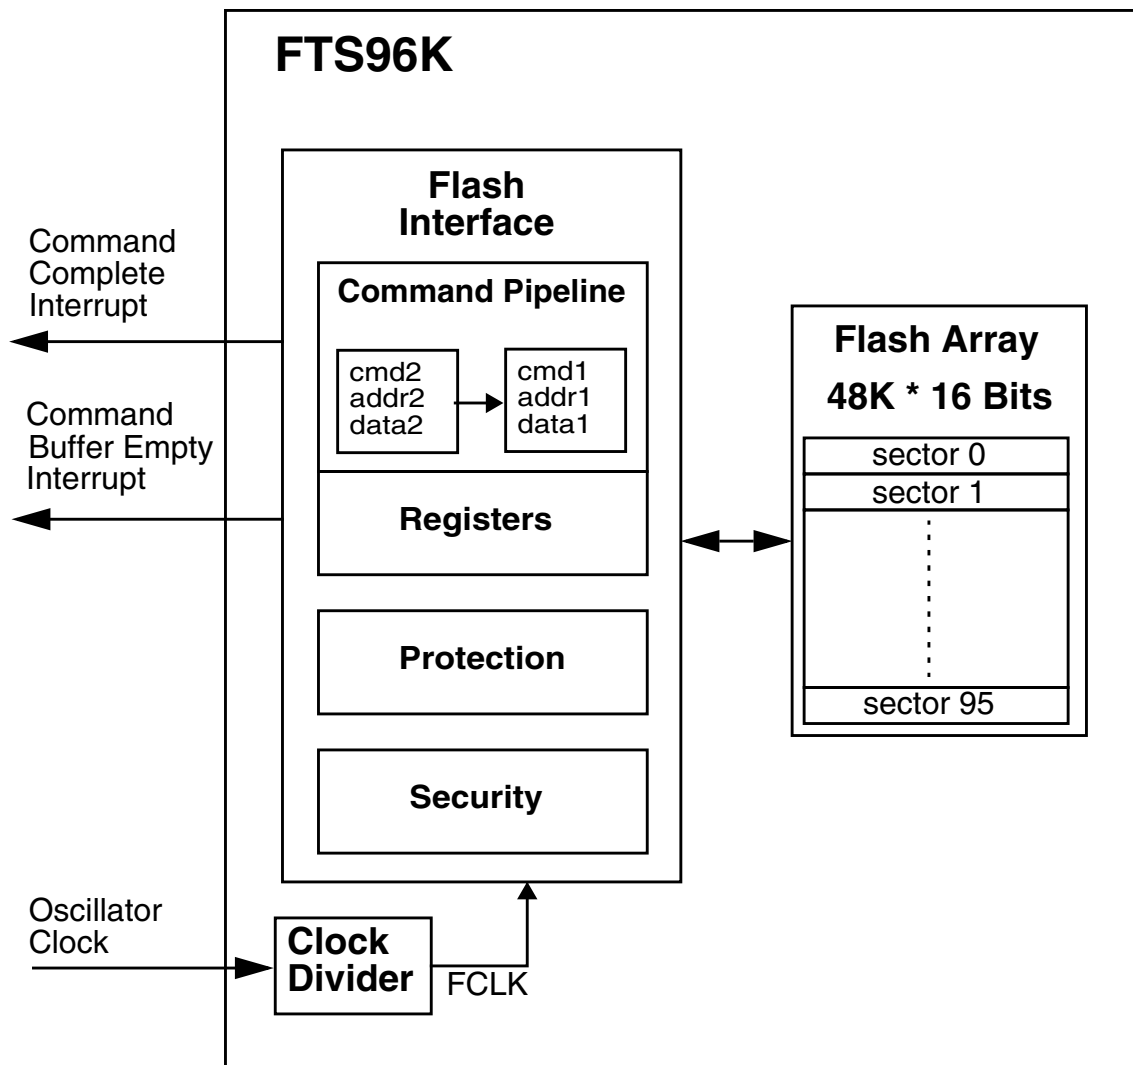 FTS96K
Flash
Interface
Command
Complete
Interrupt
Command Pipeline
cmd2
addr2
data2
cmd1
addr1
data1
Command
Buffer Empty
Interrupt
Registers
Protection
Security
Flash Array
48K * 16 Bits
sector 0
sector 1
sector 95
Oscillator
Clock
Clock
Divider
FCLK